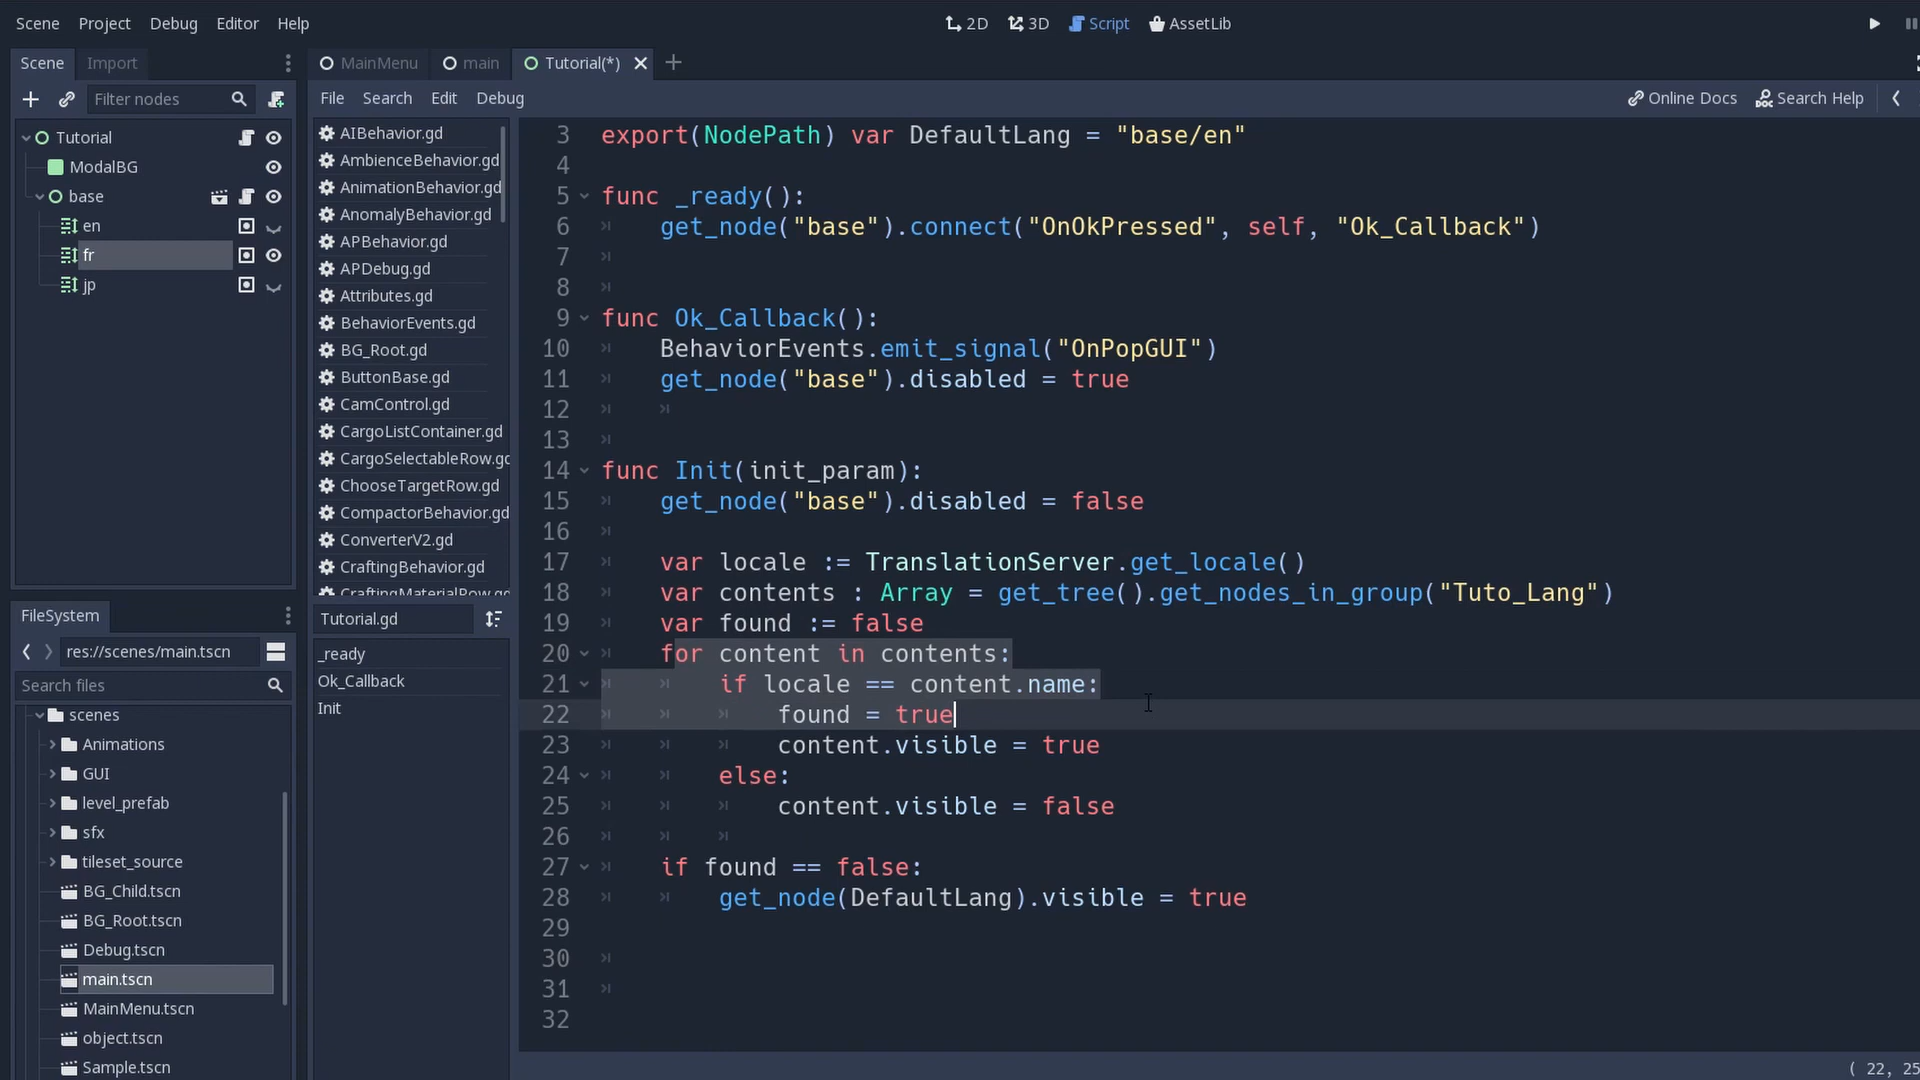 Scene Project Debug Editor Help
2D 3D Script AssetLib
Scene Import
MainMenu main Tutorial(*)
Filter nodes
File Search Edit Debug
Online Docs Search Help
Tutorial
ModalBG
base
en
fr
jp
AIBehavior.gd
AmbienceBehavior.gd
AnimationBehavior.gd
AnomalyBehavior.gd
APBehavior.gd
APDebug.gd
Attributes.gd
BehaviorEvents.gd
BG_Root.gd
ButtonBase.gd
CamControl.gd
CargoListContainer.gd
CargoSelectableRow.gd
ChooseTargetRow.gd
CompactorBehavior.gd
ConverterV2.gd
CraftingBehavior.gd
CraftingMaterialRow.gd
Tutorial.gd
_ready
Ok_Callback
Init
FileSystem
res://scenes/main.tscn
Search files
scenes
Animations
GUI
level_prefab
sfx
tileset_source
BG_Child.tscn
BG_Root.tscn
Debug.tscn
main.tscn
MainMenu.tscn
object.tscn
Sample.tscn
3 export(NodePath) var DefaultLang = "base/en"
4
5 func _ready():
6 get_node("base").connect("OnOkPressed", self, "Ok_Callback")
7
8
9 func Ok_Callback():
10 BehaviorEvents.emit_signal("OnPopGUI")
11 get_node("base").disabled = true
12
13
14 func Init(init_param):
15 get_node("base").disabled = false
16
17 var locale := TranslationServer.get_locale()
18 var contents : Array = get_tree().get_nodes_in_group("Tuto_Lang")
19 var found := false
20 for content in contents:
21 if locale == content.name:
22 found = true
23 content.visible = true
24 else:
25 content.visible = false
26
27 if found == false:
28 get_node(DefaultLang).visible = true
29
30
31
32
( 22, 25